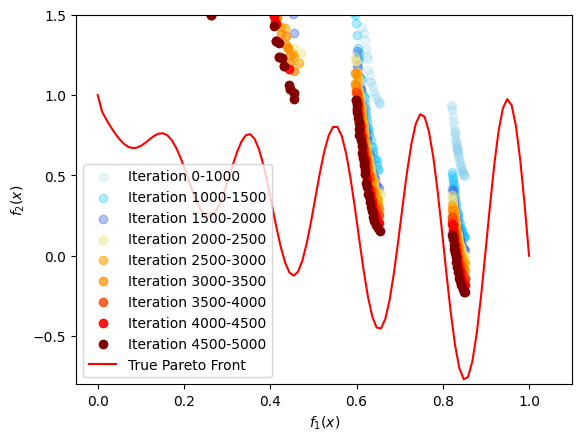 1.5
1.0
0.5
0.0
−0.5
f₂(x)
Iteration 0-1000
Iteration 1000-1500
Iteration 1500-2000
Iteration 2000-2500
Iteration 2500-3000
Iteration 3000-3500
Iteration 3500-4000
Iteration 4000-4500
Iteration 4500-5000
True Pareto Front
0.0 0.2 0.4 0.6 0.8 1.0
f₁(x)